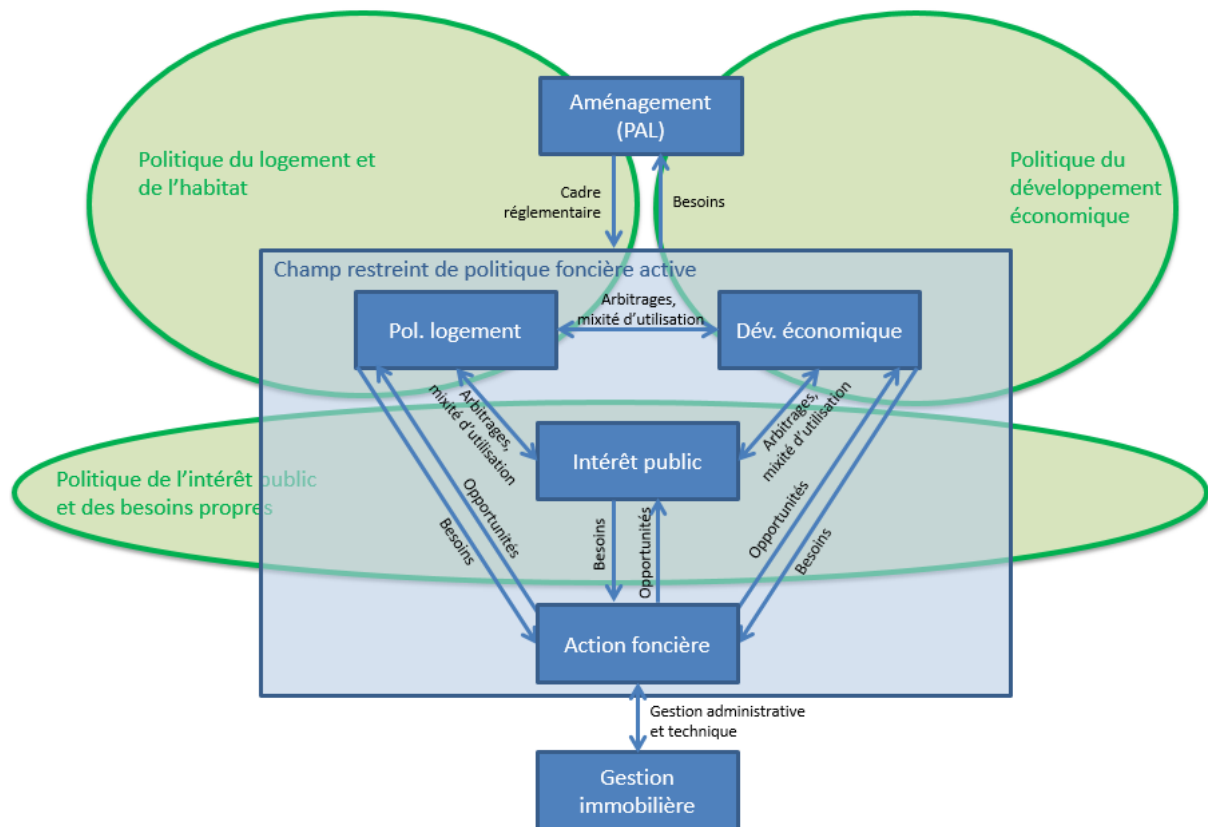 Aménagement
(PAL)
Politique du logement et
de l'habitat
Politique du
développement
économique
Cadre
réglementaire
Besoins
Champ restreint de politique foncière active
Arbitrages,
mixité d'utilisation
Pol. logement
Dév. économique
Arbitrages,
mixité d'utilisation
Arbitrages,
mixité d'utilisation
Intérêt public
Politique de l'intérêt public
et des besoins propres
Opportunités
Besoins
Besoins
Opportunités
Opportunités
Besoins
Action foncière
Gestion administrative
et technique
Gestion
immobilière